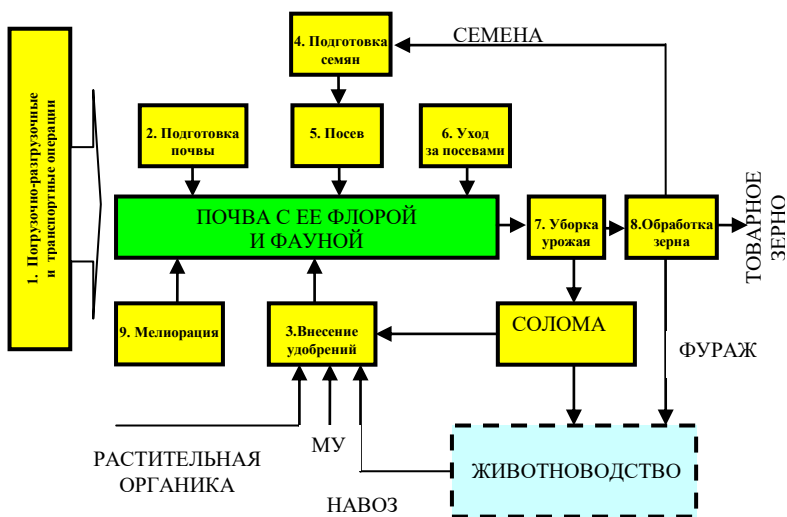 1. Погрузочно-разгрузочные
и транспортные операции
4. Подготовка
семян
СЕМЕНА
2. Подготовка
почвы
5. Посев
6. Уход
за посевами
ПОЧВА С ЕЕ ФЛОРОЙ
И ФАУНОЙ
7. Уборка
урожая
8.Обработка
зерна
ТОВАРНОЕ
ЗЕРНО
9. Мелиорация
3.Внесение
удобрений
СОЛОМА
ФУРАЖ
РАСТИТЕЛЬНАЯ
ОРГАНИКА
МУ
НАВОЗ
ЖИВОТНОВОДСТВО